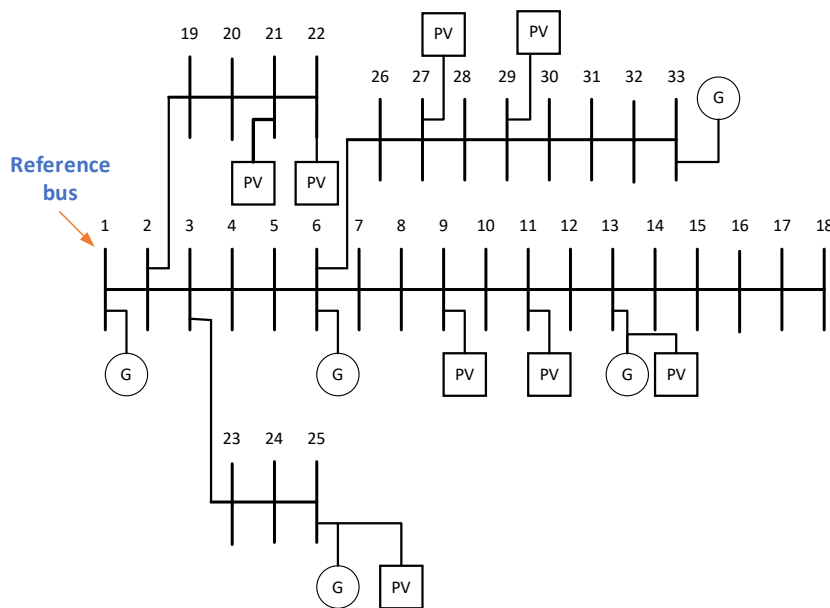 PV PV
19 20 21 22
26 27 28 29 30 31 32 33
G
PV PV
Reference
bus
1 2 3 4 5 6 7 8 9 10 11 12 13 14 15 16 17 18
G G PV PV G PV
23 24 25
G PV